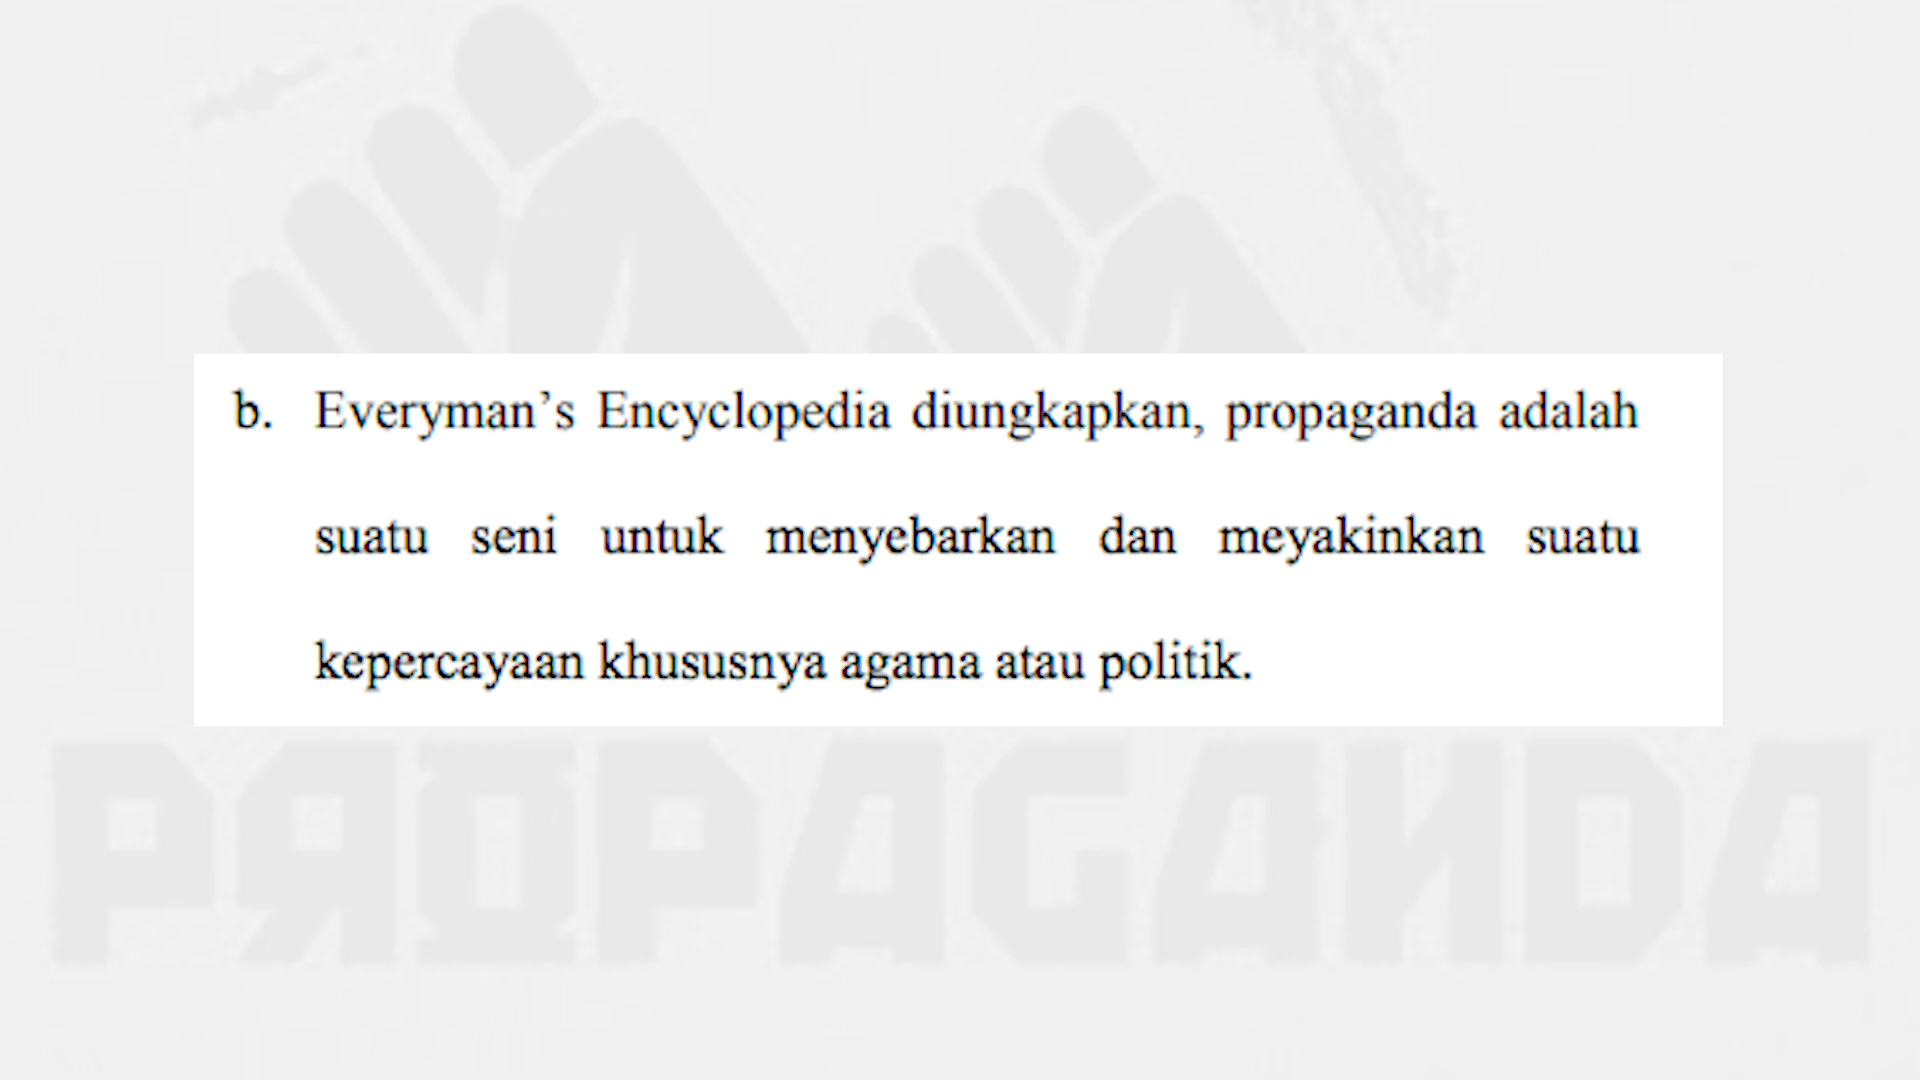 b. Everyman’s Encyclopedia diungkapkan, propaganda adalah
suatu seni untuk menyebarkan dan meyakinkan suatu
kepercayaan khususnya agama atau politik.
PROPAGANDA